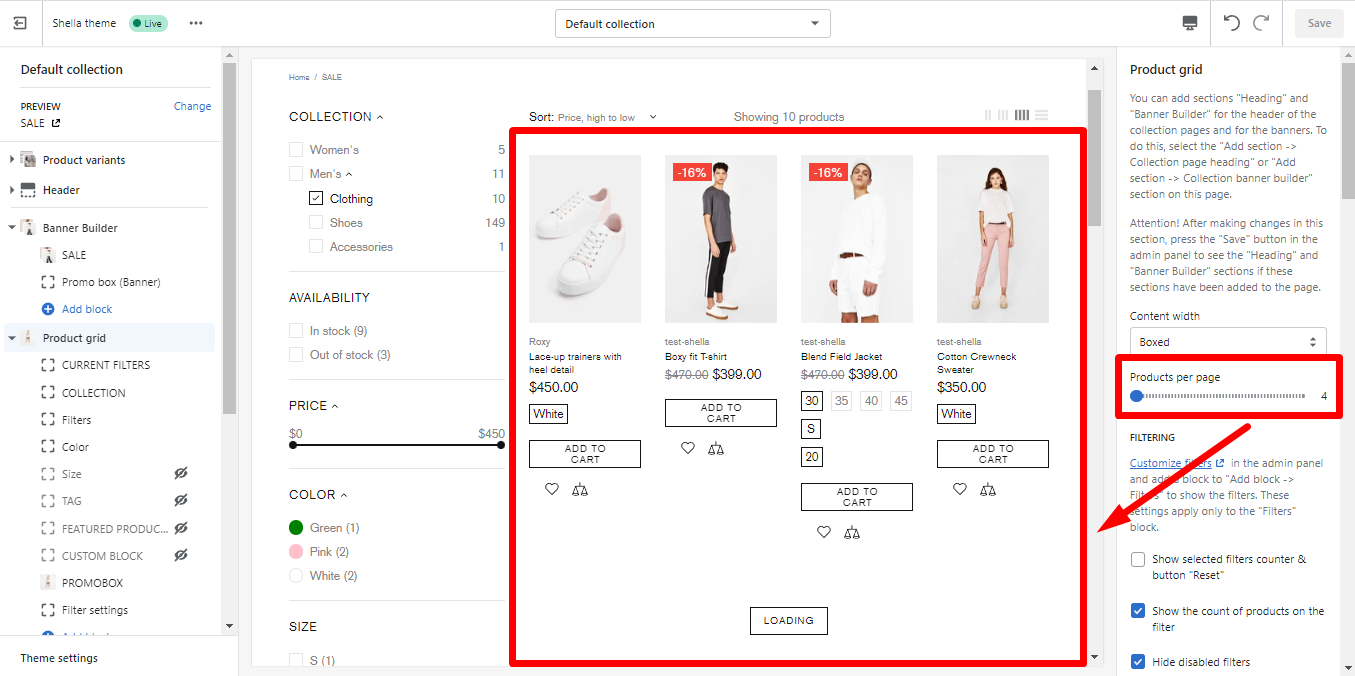 Shella theme
Live
Default collection
Save
Default collection
PREVIEW
Change
SALE
Product variants
Header
Banner Builder
SALE
Promo box (Banner)
Add block
Product grid
CURRENT FILTERS
COLLECTION
Filters
Color
Size
TAG
FEATURED PRODUC...
CUSTOM BLOCK
PROMOBOX
Filter settings
Theme settings
Home / SALE
COLLECTION
Women's 5
Men's 11
Clothing 10
Shoes 149
Accessories 1
AVAILABILITY
In stock (9)
Out of stock (3)
PRICE
$0 $450
COLOR
Green (1)
Pink (2)
White (2)
SIZE
S (1)
Sort: Price, high to low
Showing 10 products
Roxy
Lace-up trainers with
heel detail
$450.00
White
ADD TO
CART
-16%
test-shella
Boxy fit T-shirt
$470.00 $399.00
ADD TO
CART
-16%
test-shella
Blend Field Jacket
$470.00 $399.00
30 35 40 45
S
20
ADD TO
CART
test-shella
Cotton Crewneck
Sweater
$350.00
White
ADD TO
CART
LOADING
Product grid
You can add sections "Heading" and
"Banner Builder" for the header of the
collection pages and for the banners. To
do this, select the "Add section ->
Collection page heading" or "Add
section -> Collection banner builder"
section on this page.
Attention! After making changes in this
section, press the "Save" button in the
admin panel to see the "Heading" and
"Banner Builder" sections if these
sections have been added to the page.
Content width
Boxed
Products per page
4
FILTERING
Customize filters in the admin panel
and add a block to "Add block ->
Filters" to show the filters. These
settings apply only to the "Filters"
block.
Show selected filters counter &
button "Reset"
Show the count of products on the
filter
Hide disabled filters